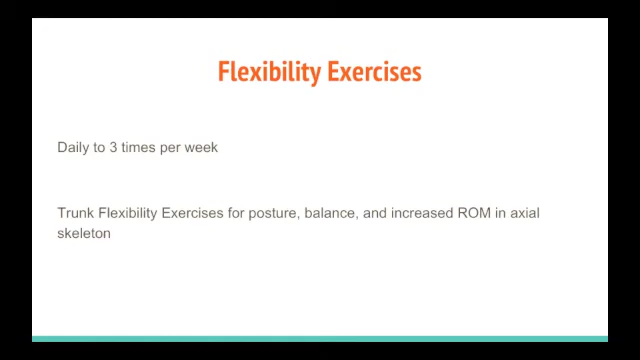 Flexibility Exercises
Daily to 3 times per week
Trunk Flexibility Exercises for posture, balance, and increased ROM in axial
skeleton